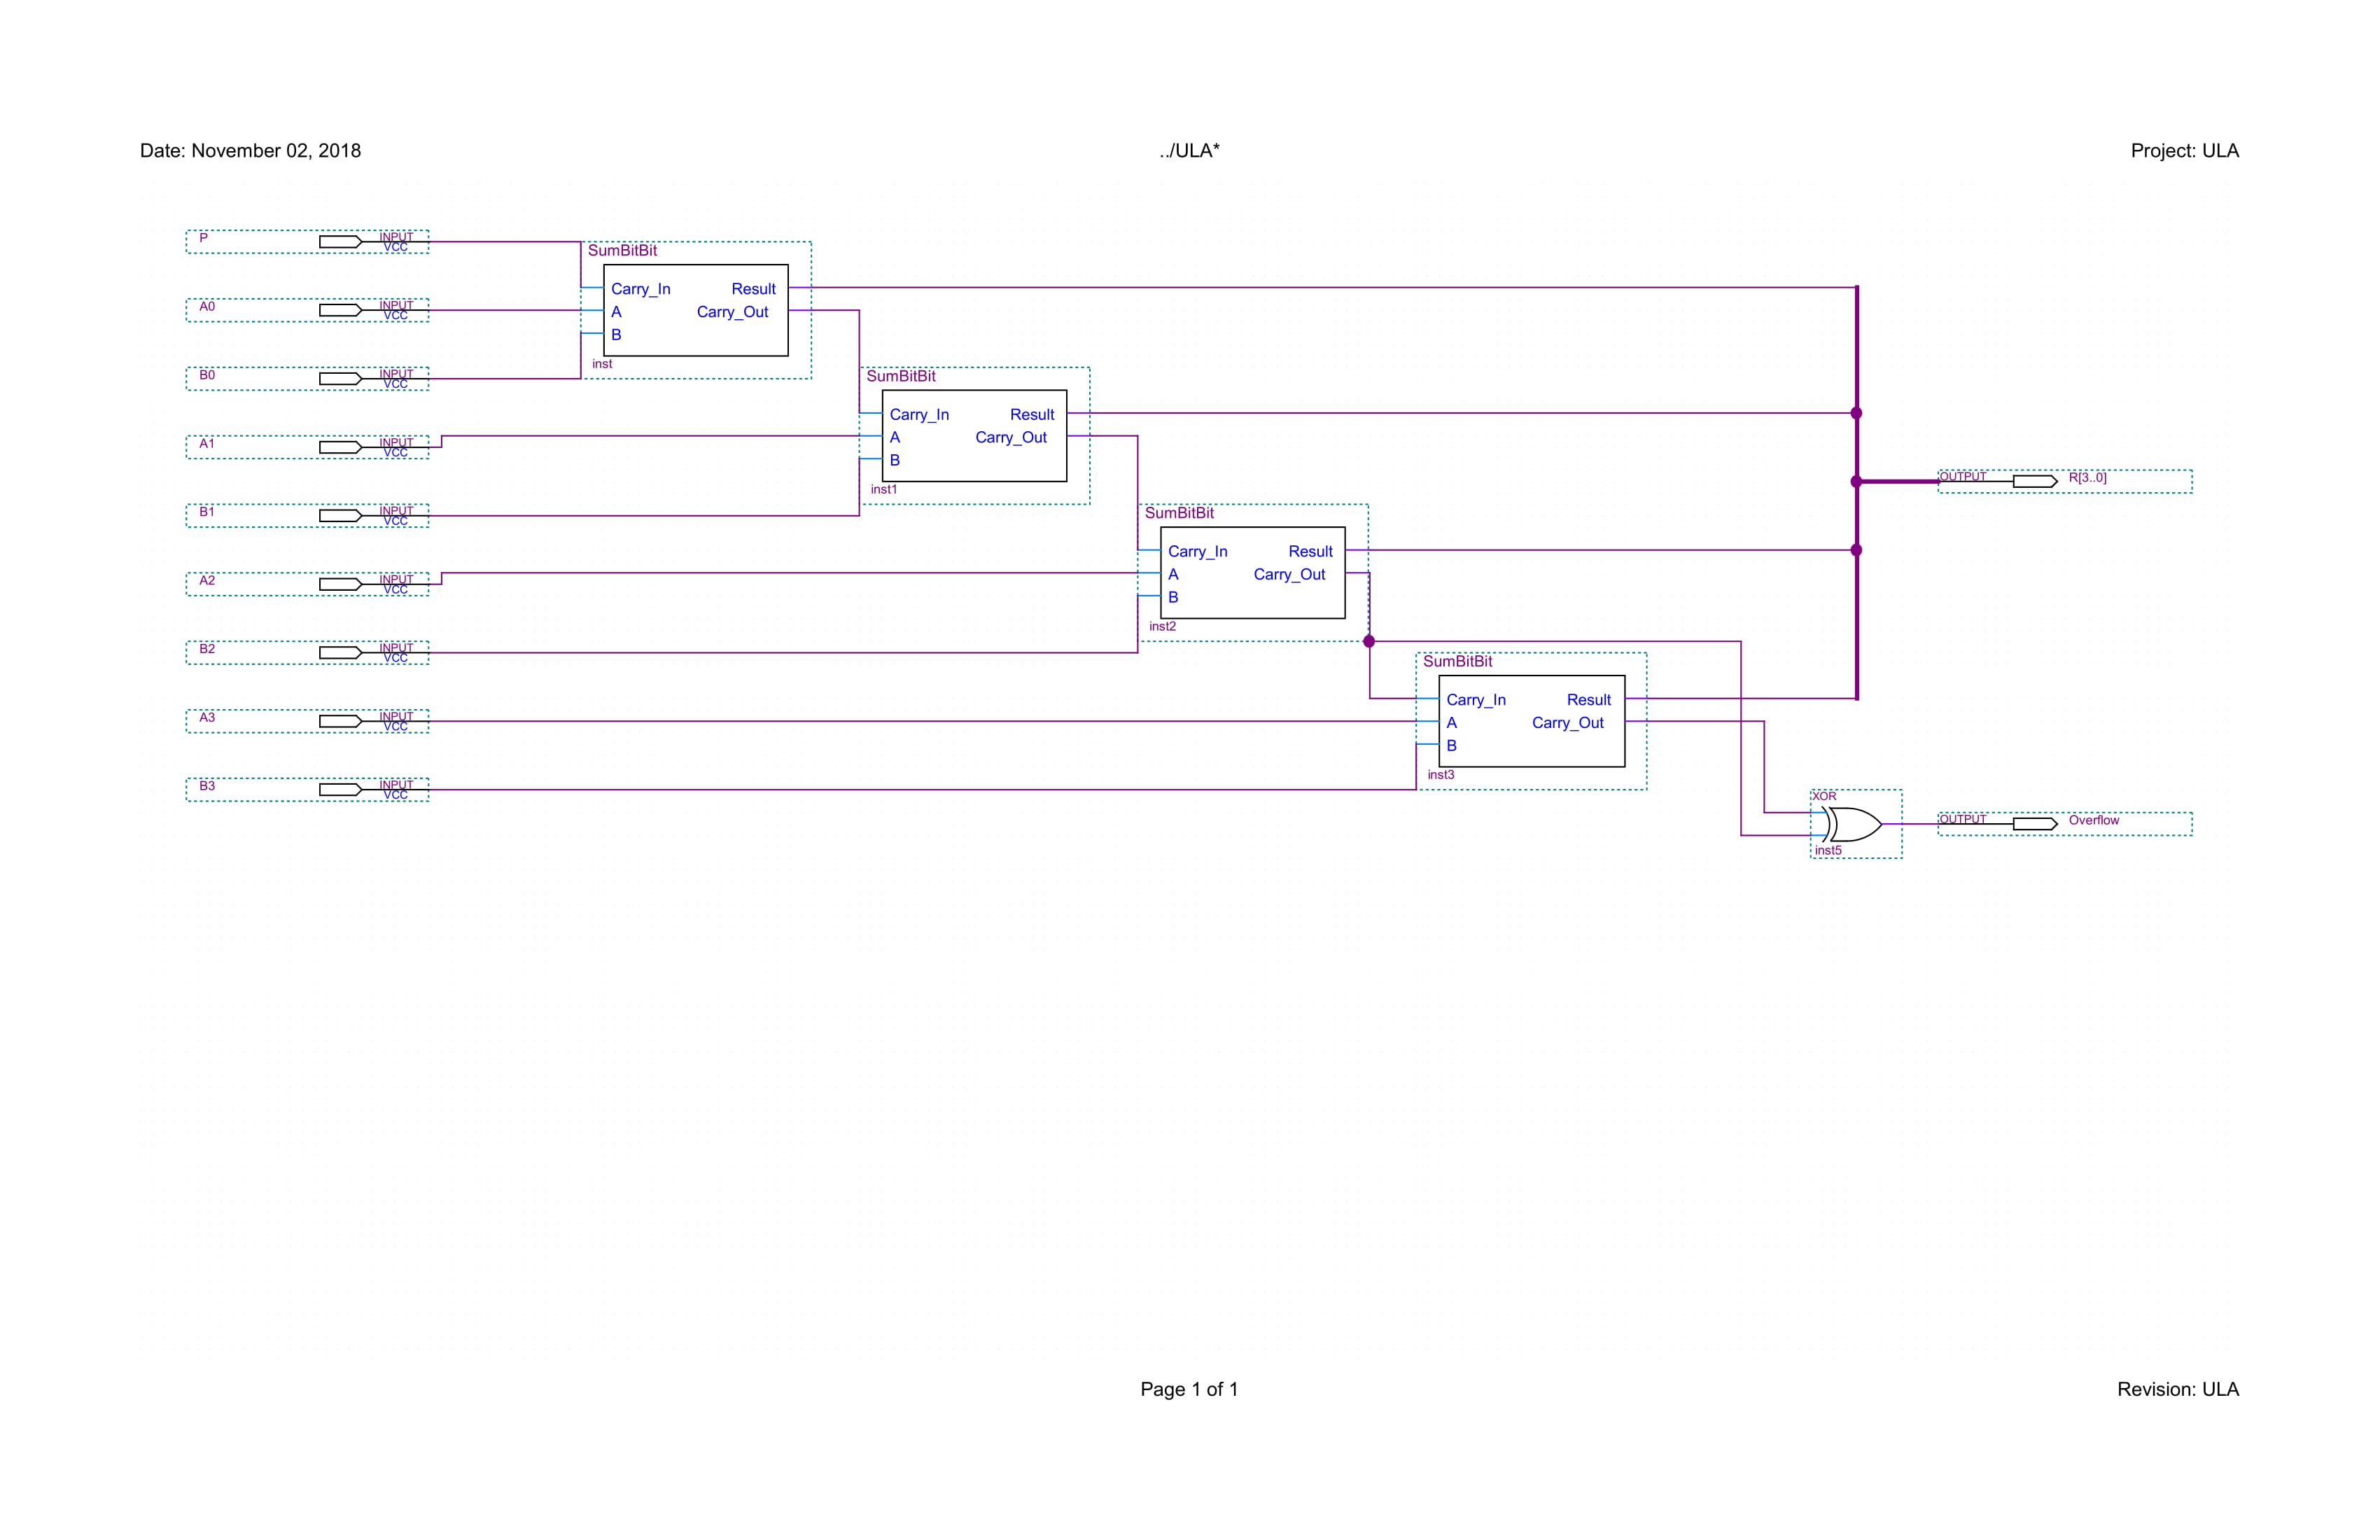 Date: November 02, 2018
../ULA*
Project: ULA
P
INPUT
VCC
SumBitBit
Carry_In
Result
A0
INPUT
VCC
A
Carry_Out
B
inst
B0
INPUT
VCC
SumBitBit
Carry_In
Result
A1
INPUT
VCC
A
Carry_Out
B
inst1
OUTPUT
R[3..0]
B1
INPUT
VCC
SumBitBit
Carry_In
Result
A2
INPUT
VCC
A
Carry_Out
B
inst2
B2
INPUT
VCC
SumBitBit
Carry_In
Result
A3
INPUT
VCC
A
Carry_Out
B
inst3
B3
INPUT
VCC
XOR
OUTPUT
Overflow
inst5
Page 1 of 1
Revision: ULA